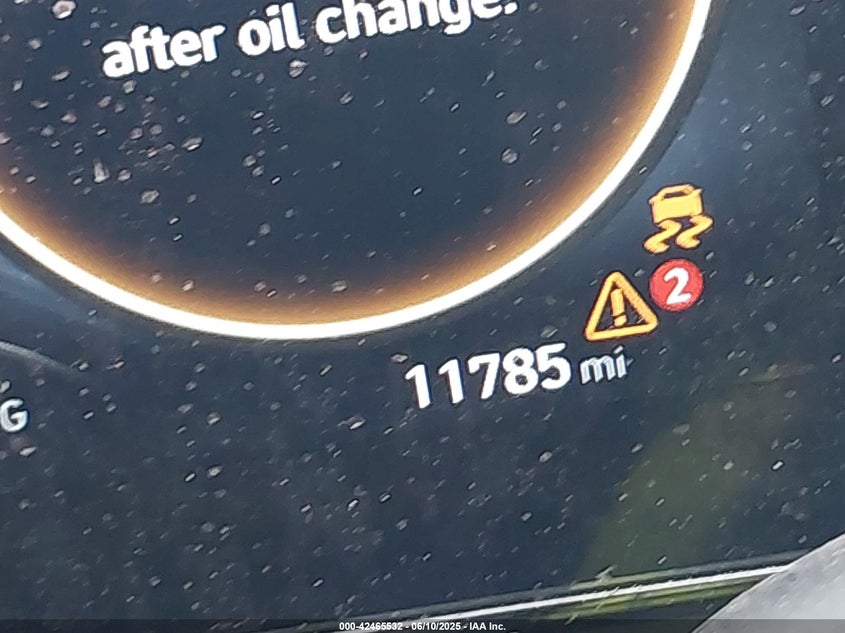 after oil change.
2
11785 mi
G
000-42465532 - 06/10/2025 - IAA Inc.